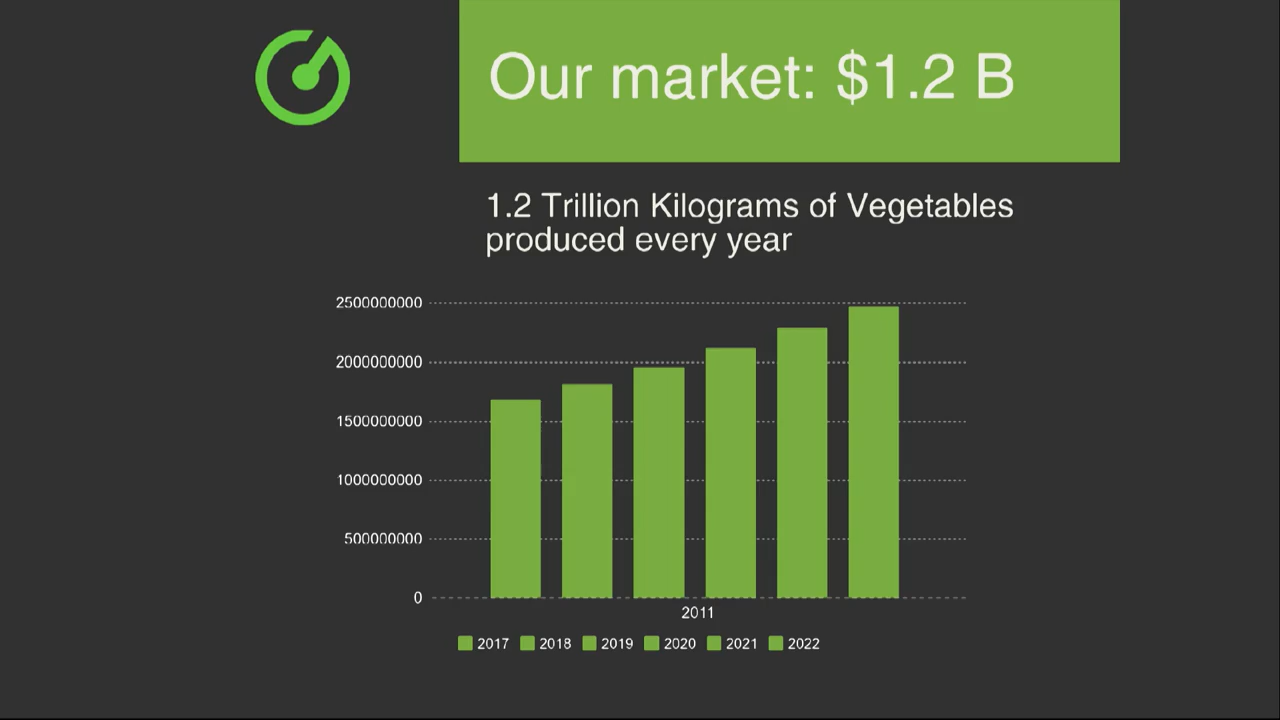 Our market: $1.2 B
1.2 Trillion Kilograms of Vegetables
produced every year
2500000000
2000000000
1500000000
1000000000
500000000
0
2011
2017 2018 2019 2020 2021 2022